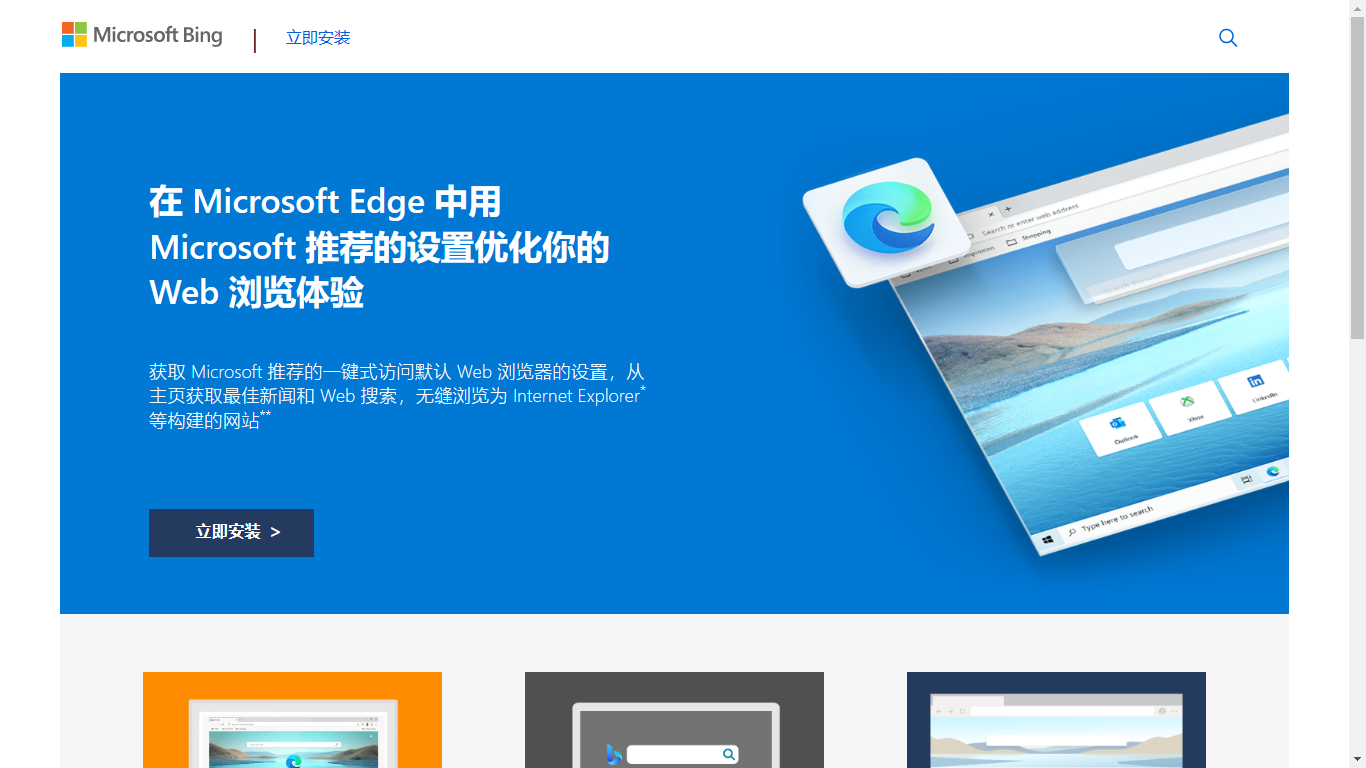 Microsoft Bing
立即安装
在 Microsoft Edge 中用
Microsoft 推荐的设置优化你的
Web 浏览体验
获取 Microsoft 推荐的一键式访问默认 Web 浏览器的设置，从
主页获取最佳新闻和 Web 搜索，无缝浏览为 Internet Explorer*
等构建的网站**
立即安装 >
Search or enter web address
Shopping
Outlook
Xbox
LinkedIn
Type here to search